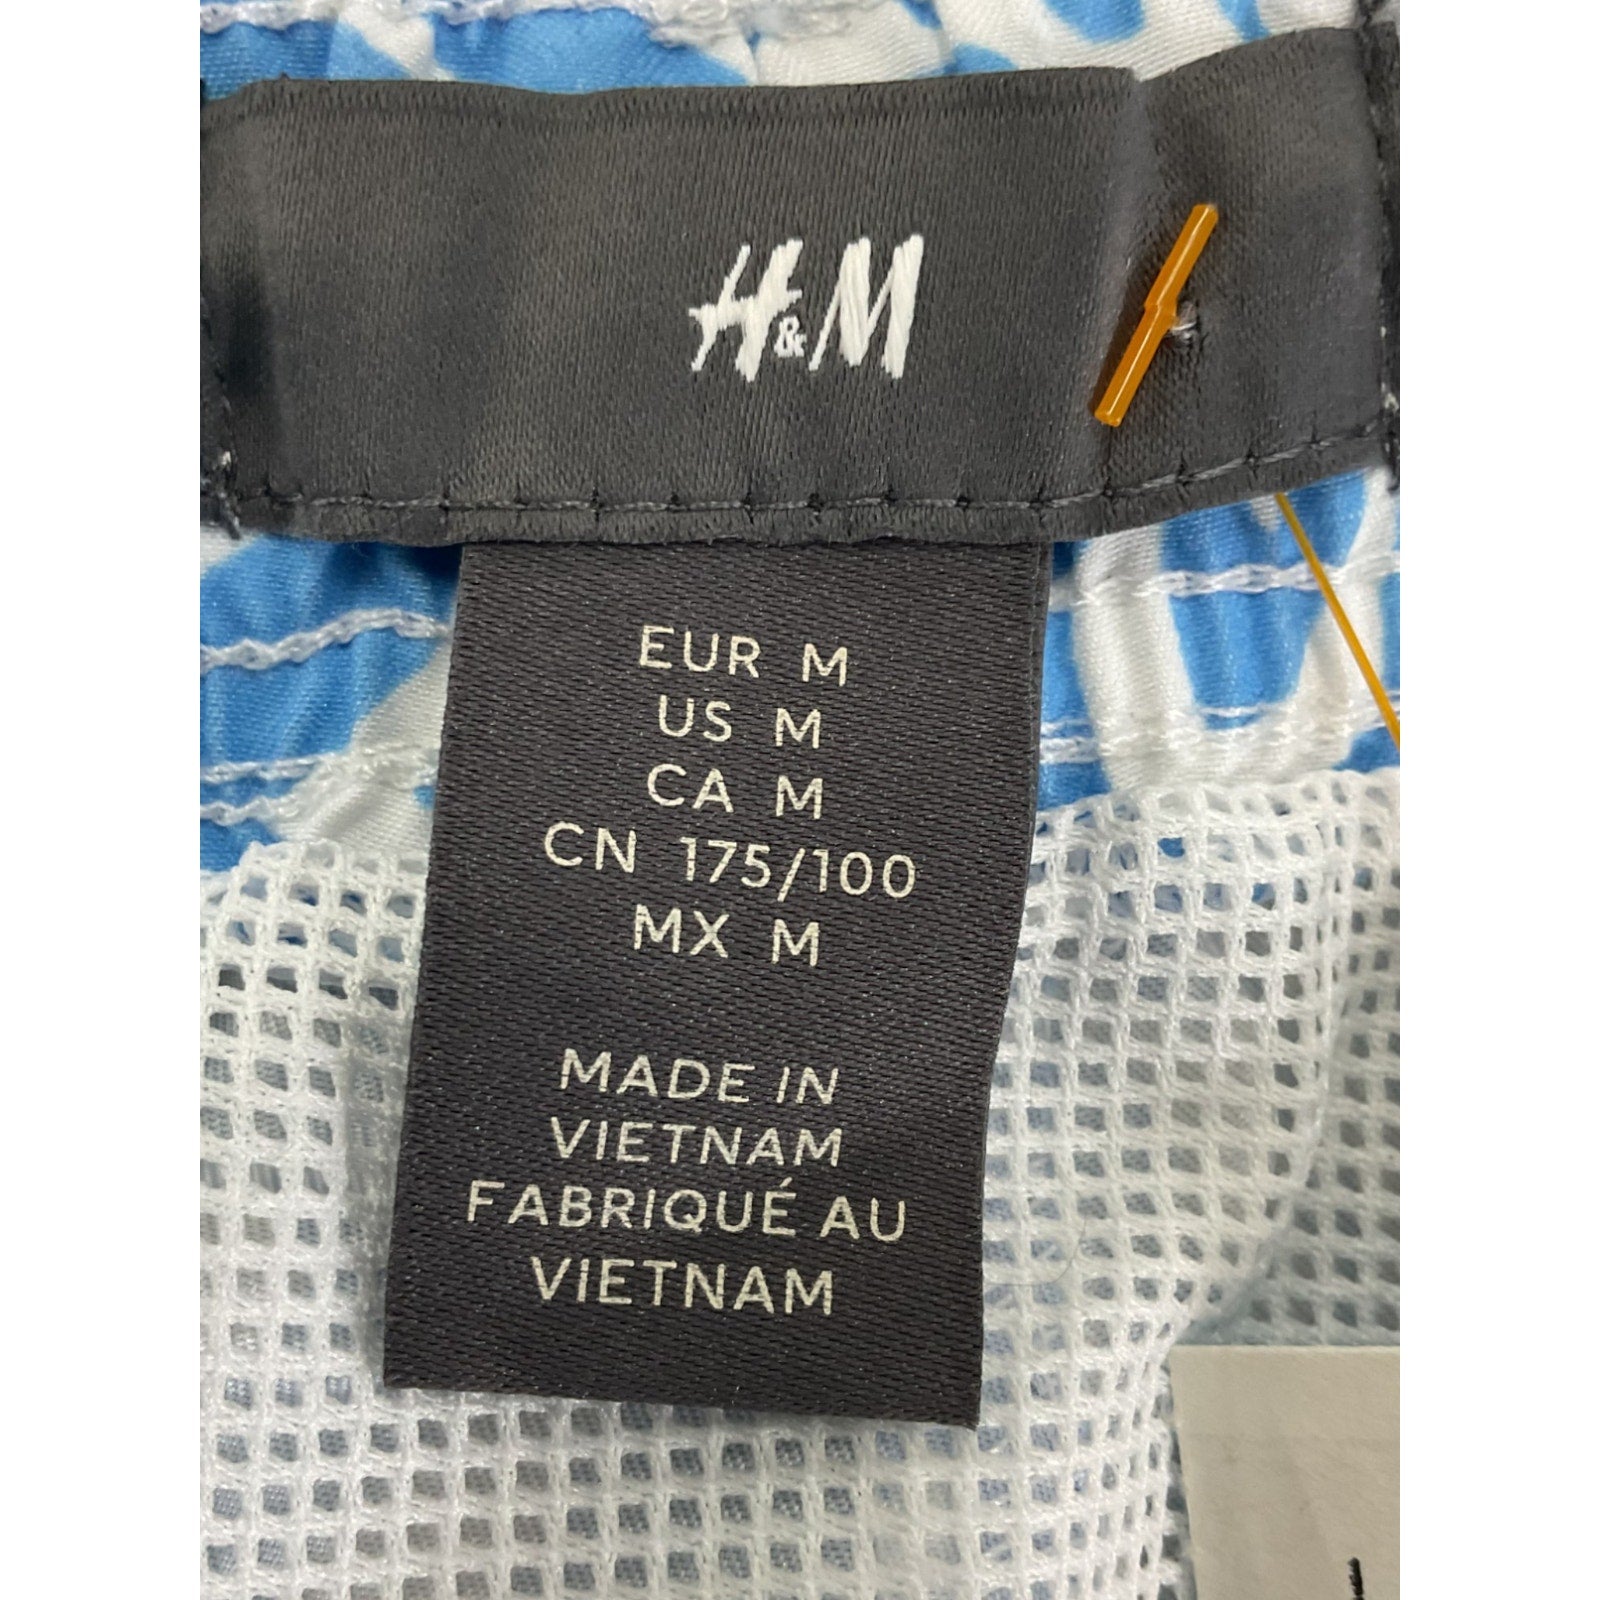 H&M
EUR M
US M
CA M
CN 175/100
MX M
MADE IN
VIETNAM
FABRIQUÉ AU
VIETNAM